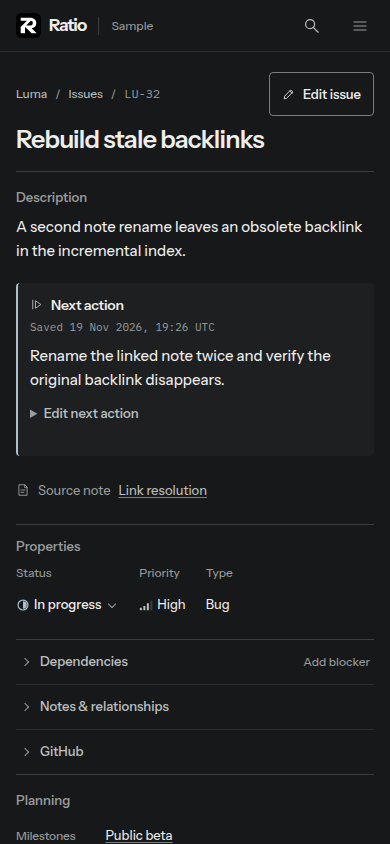 Ratio
Sample
Luma / Issues / LU-32
Edit issue
Rebuild stale backlinks
Description
A second note rename leaves an obsolete backlink
in the incremental index.
Next action
Saved 19 Nov 2026, 19:26 UTC
Rename the linked note twice and verify the
original backlink disappears.
Edit next action
Source note Link resolution
Properties
Status Priority Type
In progress High Bug
Dependencies Add blocker
Notes & relationships
GitHub
Planning
Milestones Public beta